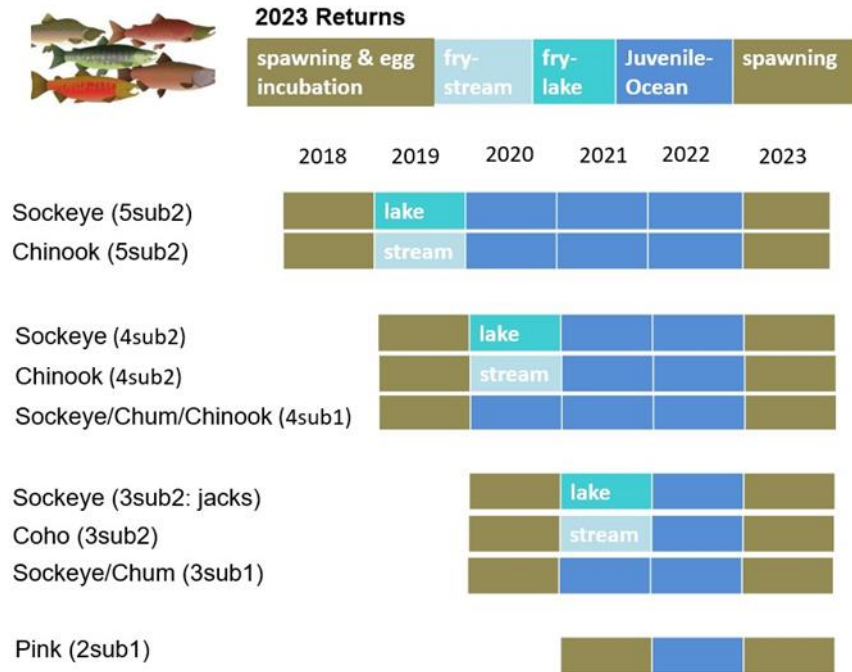 2023 Returns
spawning & egg
incubation
fry-
stream
fry-
lake
Juvenile-
Ocean
spawning
2018 2019 2020 2021 2022 2023
Sockeye (5sub2) lake
Chinook (5sub2) stream
Sockeye (4sub2) lake
Chinook (4sub2) stream
Sockeye/Chum/Chinook (4sub1)
Sockeye (3sub2: jacks) lake
Coho (3sub2) stream
Sockeye/Chum (3sub1)
Pink (2sub1)